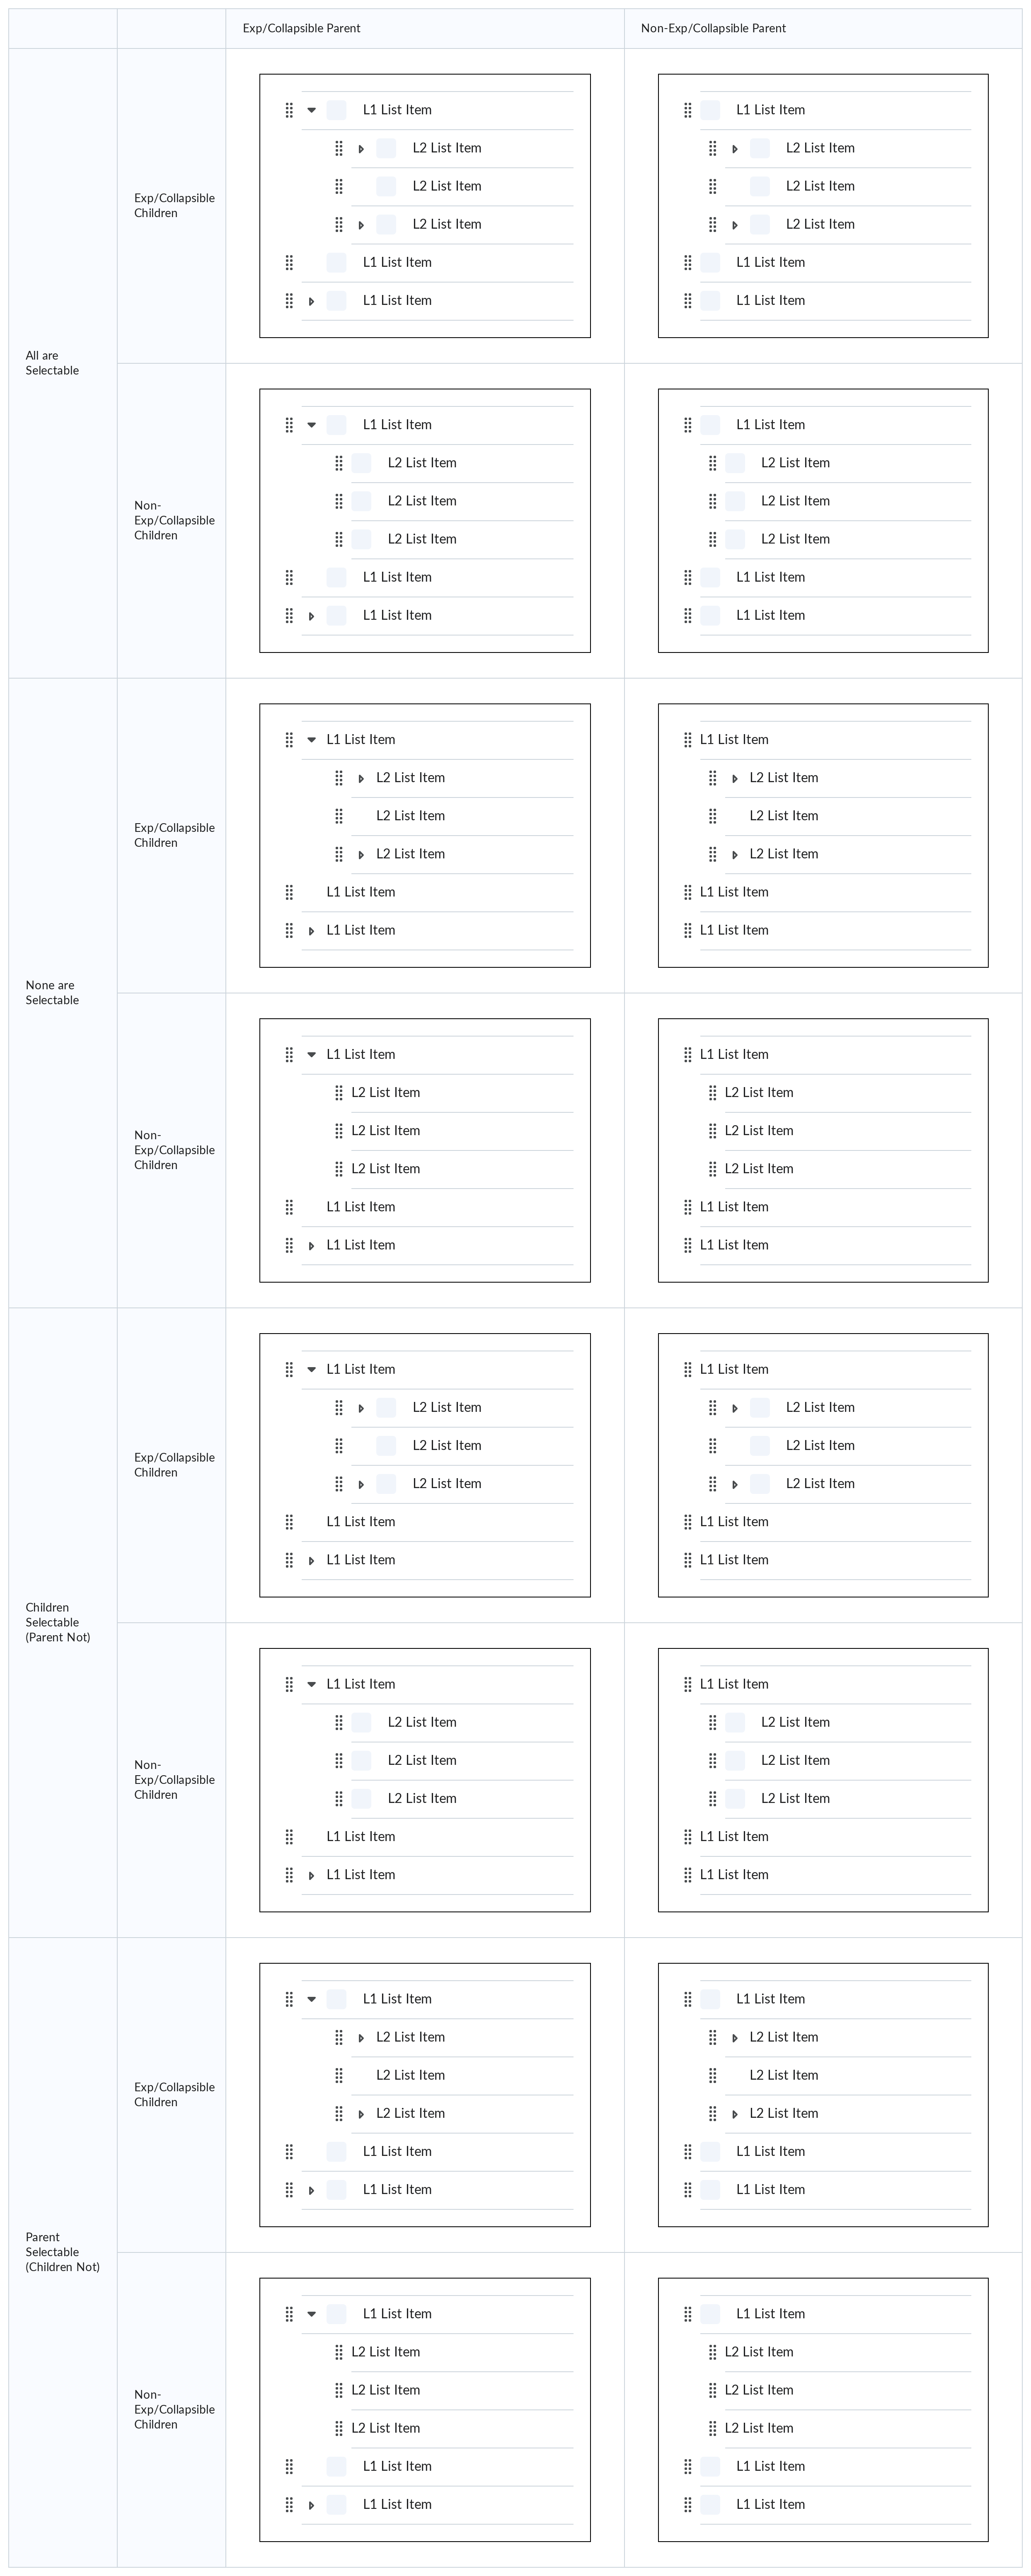 Exp/Collapsible Parent
Non-Exp/Collapsible Parent
All are
Selectable
Exp/Collapsible
Children
L1 List Item
L2 List Item
L2 List Item
L2 List Item
L1 List Item
L1 List Item
L1 List Item
L2 List Item
L2 List Item
L2 List Item
L1 List Item
L1 List Item
Non-
Exp/Collapsible
Children
L1 List Item
L2 List Item
L2 List Item
L2 List Item
L1 List Item
L1 List Item
L1 List Item
L2 List Item
L2 List Item
L2 List Item
L1 List Item
L1 List Item
None are
Selectable
Exp/Collapsible
Children
L1 List Item
L2 List Item
L2 List Item
L2 List Item
L1 List Item
L1 List Item
L1 List Item
L2 List Item
L2 List Item
L2 List Item
L1 List Item
L1 List Item
Non-
Exp/Collapsible
Children
L1 List Item
L2 List Item
L2 List Item
L2 List Item
L1 List Item
L1 List Item
L1 List Item
L2 List Item
L2 List Item
L2 List Item
L1 List Item
L1 List Item
Children
Selectable
(Parent Not)
Exp/Collapsible
Children
L1 List Item
L2 List Item
L2 List Item
L2 List Item
L1 List Item
L1 List Item
L1 List Item
L2 List Item
L2 List Item
L2 List Item
L1 List Item
L1 List Item
Non-
Exp/Collapsible
Children
L1 List Item
L2 List Item
L2 List Item
L2 List Item
L1 List Item
L1 List Item
L1 List Item
L2 List Item
L2 List Item
L2 List Item
L1 List Item
L1 List Item
Parent
Selectable
(Children Not)
Exp/Collapsible
Children
L1 List Item
L2 List Item
L2 List Item
L2 List Item
L1 List Item
L1 List Item
L1 List Item
L2 List Item
L2 List Item
L2 List Item
L1 List Item
L1 List Item
Non-
Exp/Collapsible
Children
L1 List Item
L2 List Item
L2 List Item
L2 List Item
L1 List Item
L1 List Item
L1 List Item
L2 List Item
L2 List Item
L2 List Item
L1 List Item
L1 List Item